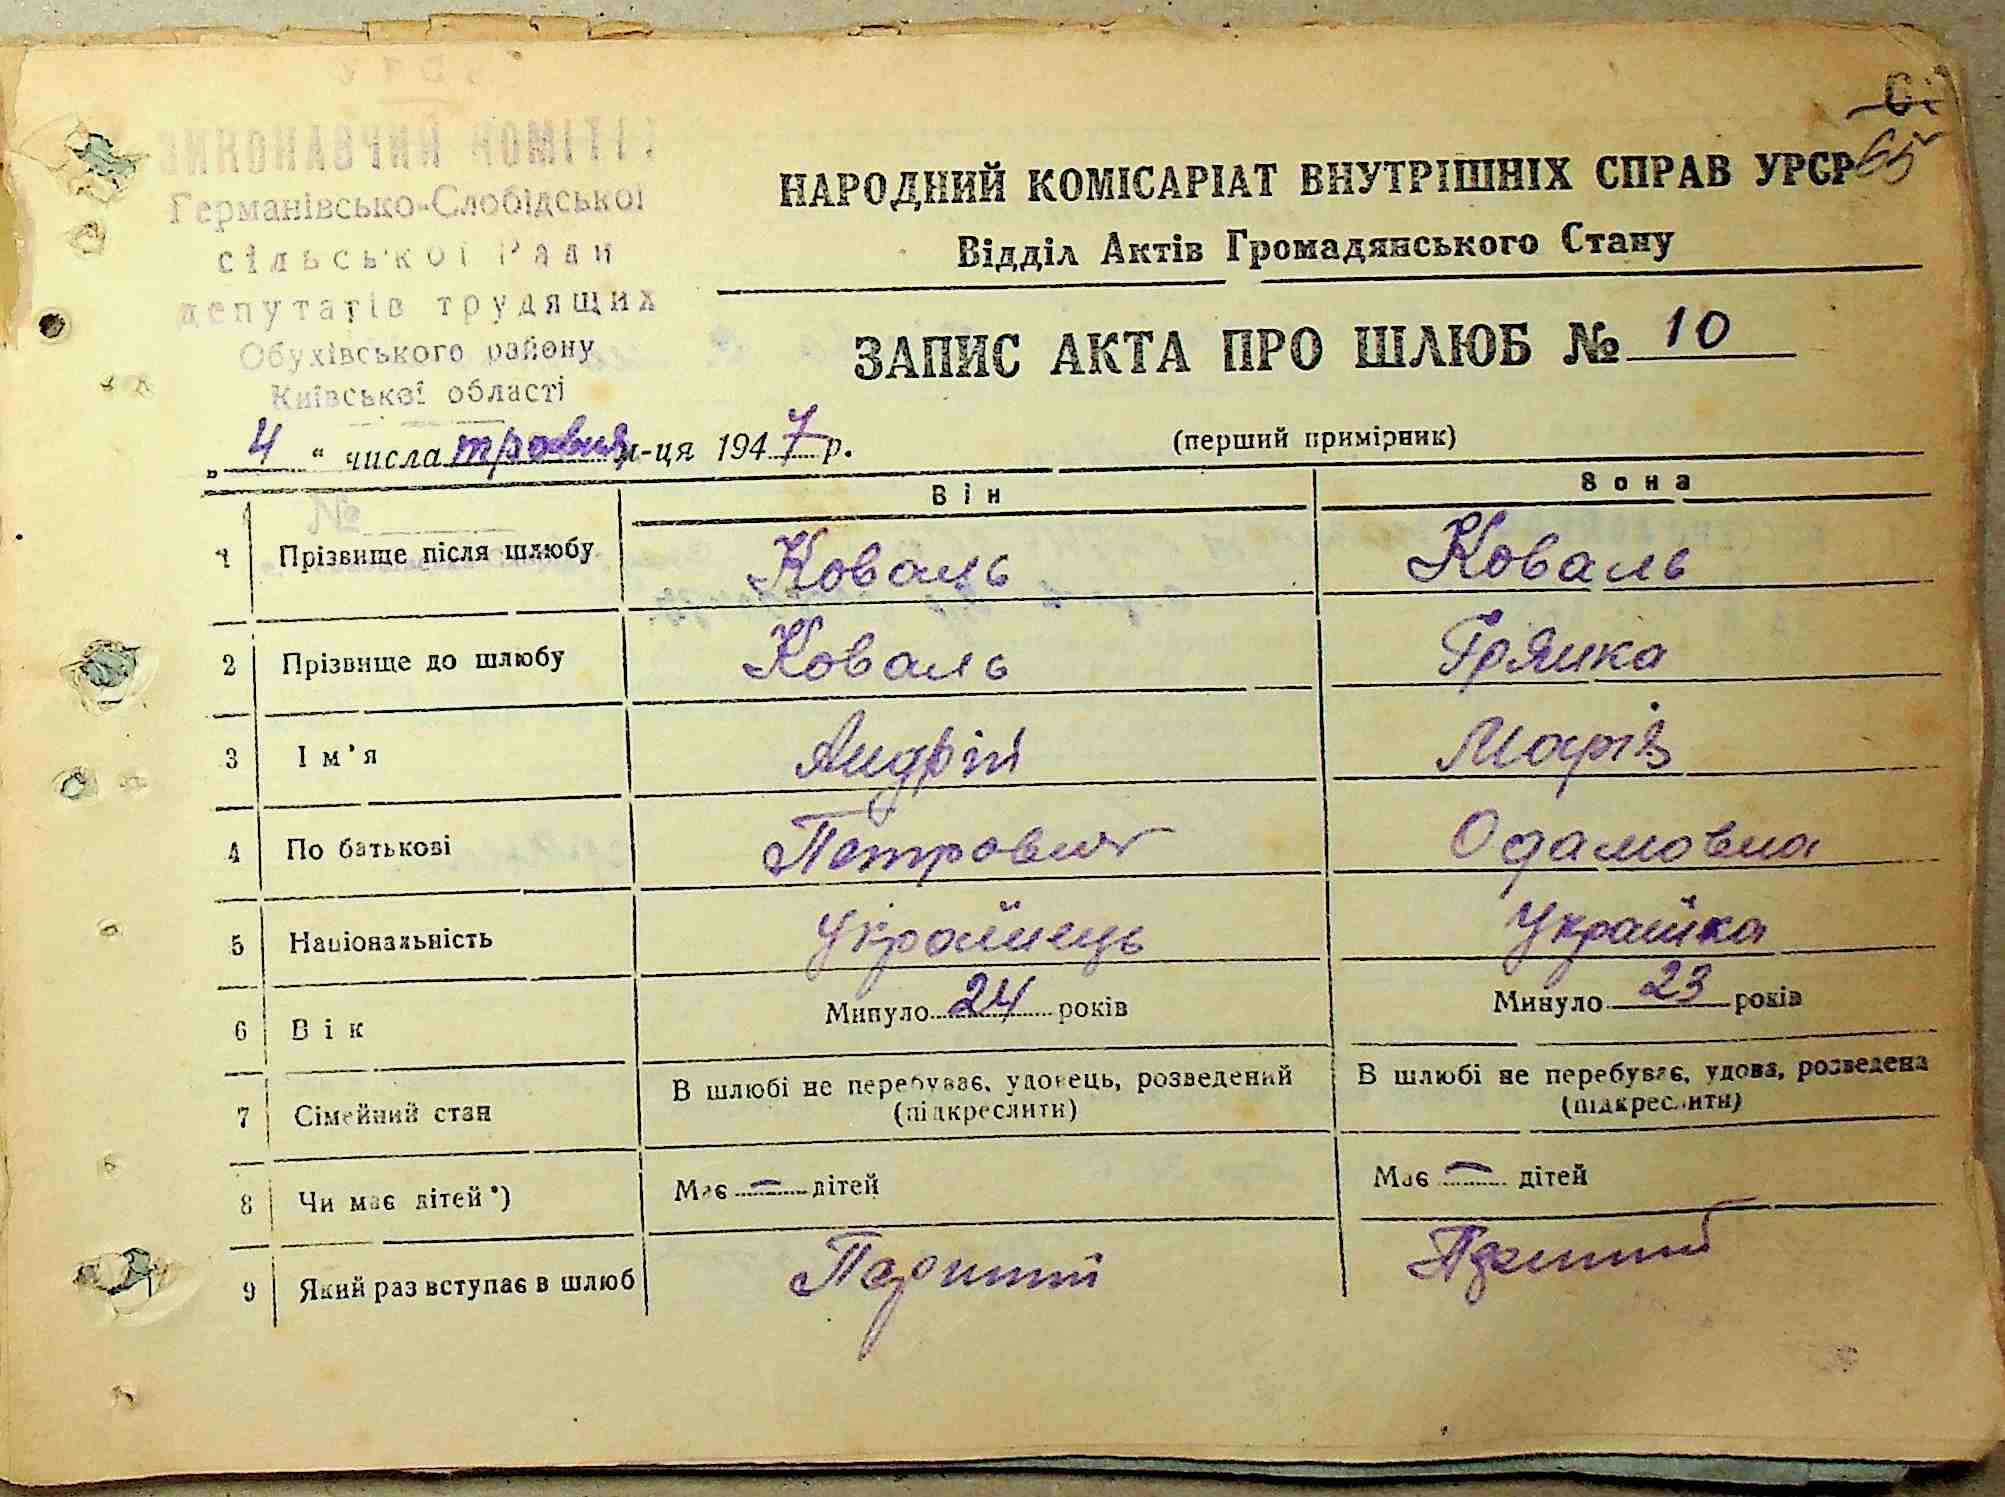 ВИКОНАВЧИЙ КОМІТЕТ
Германівсько-Слобідської
сільської Ради
депутатів трудящих
Обухівського району
Київської області
№
65
НАРОДНИЙ КОМІСАРІАТ ВНУТРІШНІХ СПРАВ УРСР
Відділ Актів Громадянського Стану
ЗАПИС АКТА ПРО ШЛЮБ № 10
„ 4 “ числа травня м-ця 1947 р.
(перший примірник)
Він Вона
1 Прізвище після шлюбу Коваль Коваль
2 Прізвище до шлюбу Коваль
3 Ім'я Андрій Марія
4 По батькові Петрович Одамовна
5 Національність Украйнець Украйка
6 Вік Минуло 24 років Минуло 23 років
7 Сімейний стан В шлюбі не перебуває, удовець, розведений (підкреслити) В шлюбі не перебуває, удова, розведена (підкреслити)
8 Чи має дітей*) Має — дітей Має — дітей
9 Який раз вступає в шлюб Перший Перший